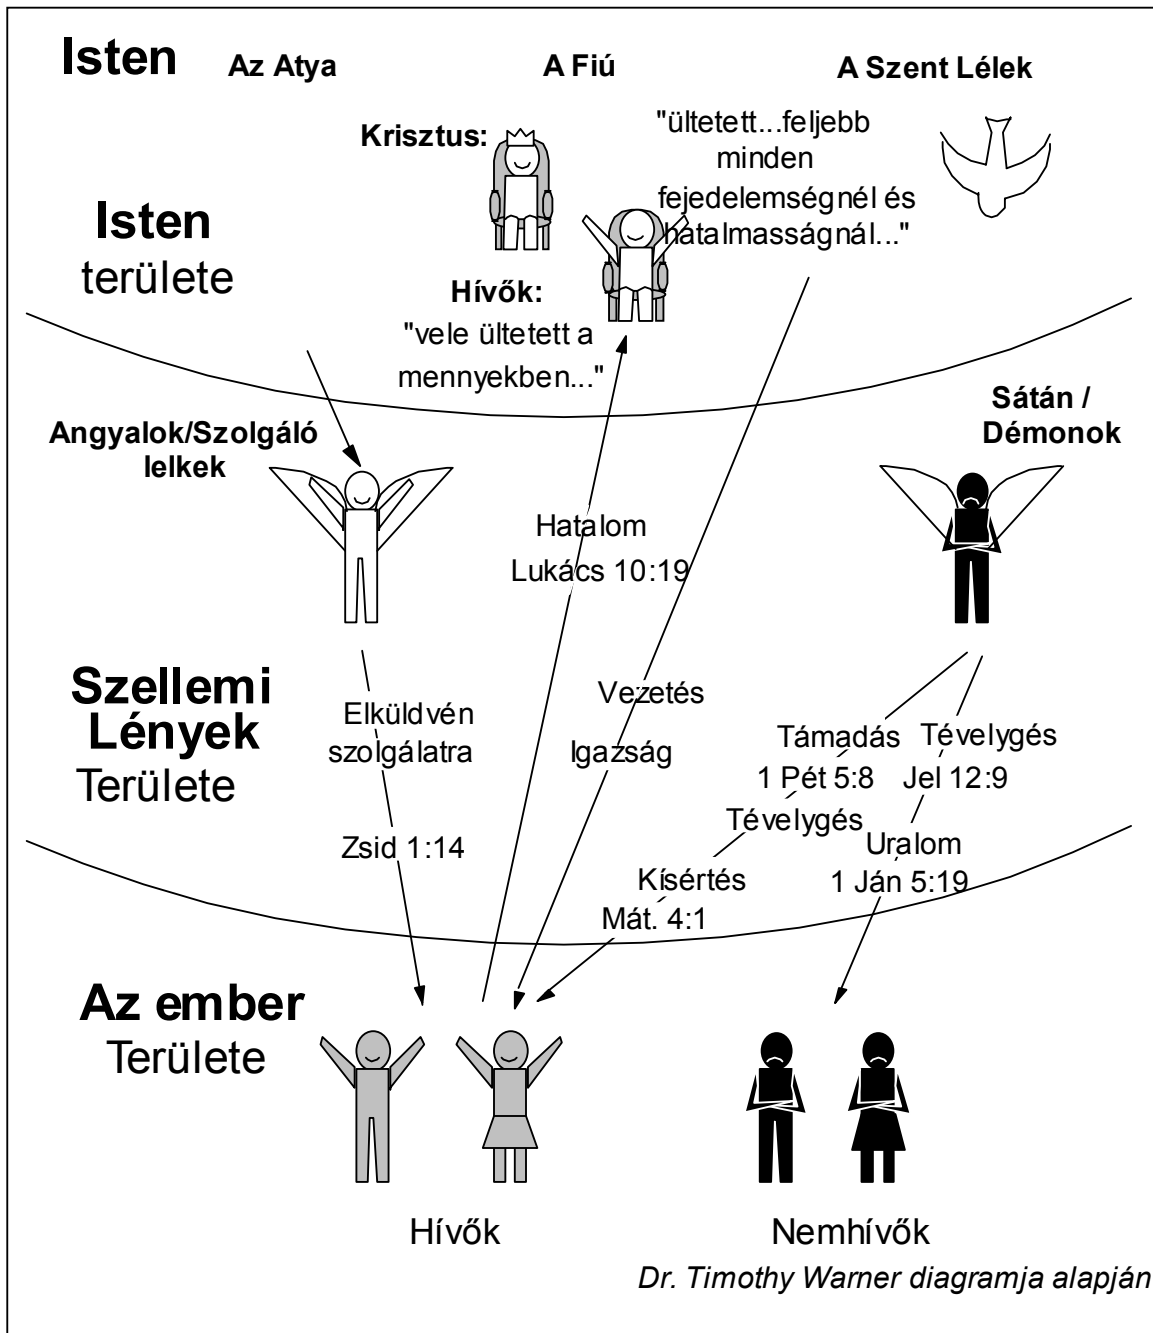 Isten
Az Atya
A Fiú
A Szent Lélek
Krisztus:
"ültetett...feljebb
minden
fejedelemségnél és
hatalmasságnál..."
Isten
területe
Hívők:
"vele ültetett a
mennyekben..."
Angyalok/Szolgáló
lelkek
Sátán /
Démonok
Hatalom
Lukács 10:19
Szellemi
Lények
Területe
Elküldvén
szolgálatra
Zsid 1:14
Vezetés
Igazság
Támadás
1 Pét 5:8
Tévelygés
Kísértés
Mát. 4:1
Tévelygés
Jel 12:9
Uralom
1 Ján 5:19
Az ember
Területe
Hívők
Nemhívők
Dr. Timothy Warner diagramja alapján